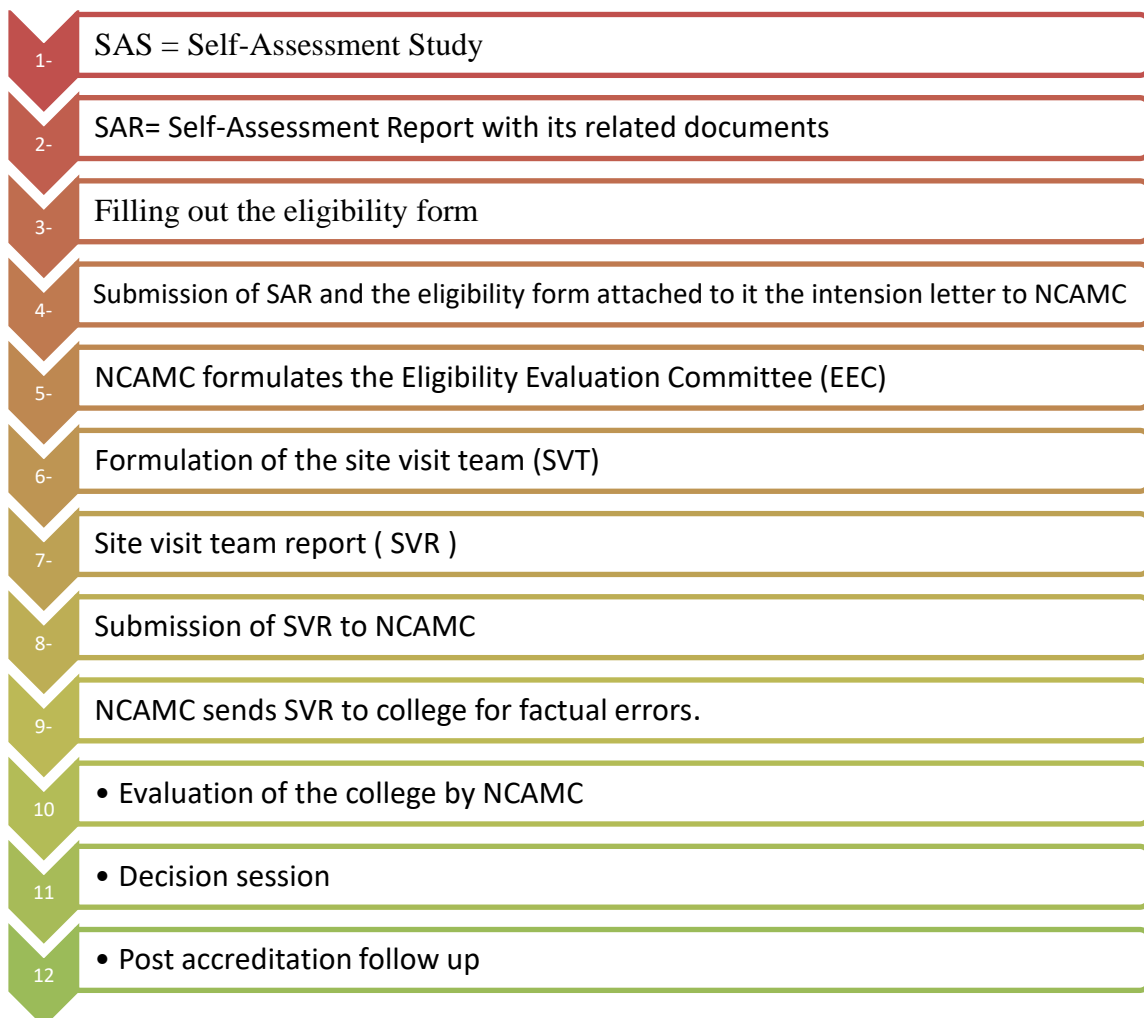 1- SAS = Self-Assessment Study
2- SAR= Self-Assessment Report with its related documents
3- Filling out the eligibility form
4- Submission of SAR and the eligibility form attached to it the intension letter to NCAMC
5- NCAMC formulates the Eligibility Evaluation Committee (EEC)
6- Formulation of the site visit team (SVT)
7- Site visit team report ( SVR )
8- Submission of SVR to NCAMC
9- NCAMC sends SVR to college for factual errors.
10 • Evaluation of the college by NCAMC
11 • Decision session
12 • Post accreditation follow up